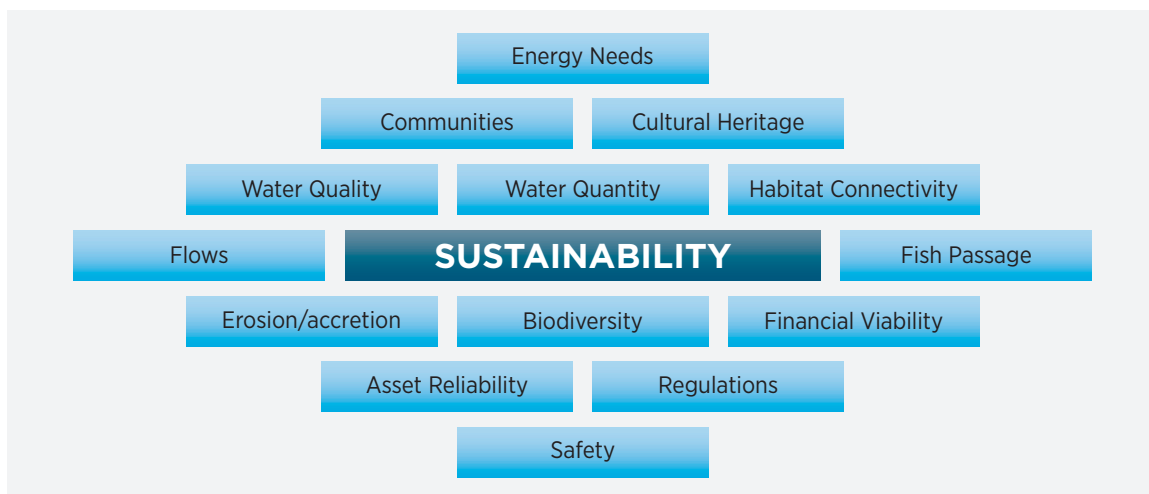 Energy Needs
Communities
Cultural Heritage
Water Quality
Water Quantity
Habitat Connectivity
Flows
SUSTAINABILITY
Fish Passage
Erosion/accretion
Biodiversity
Financial Viability
Asset Reliability
Regulations
Safety